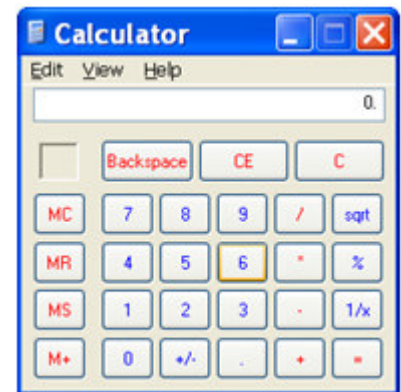 Calculator
Edit View Help
0.
Backspace CE C
MC 7 8 9 / sqrt
MR 4 5 6 * %
MS 1 2 3 - 1/x
M+ 0 +/- . + =